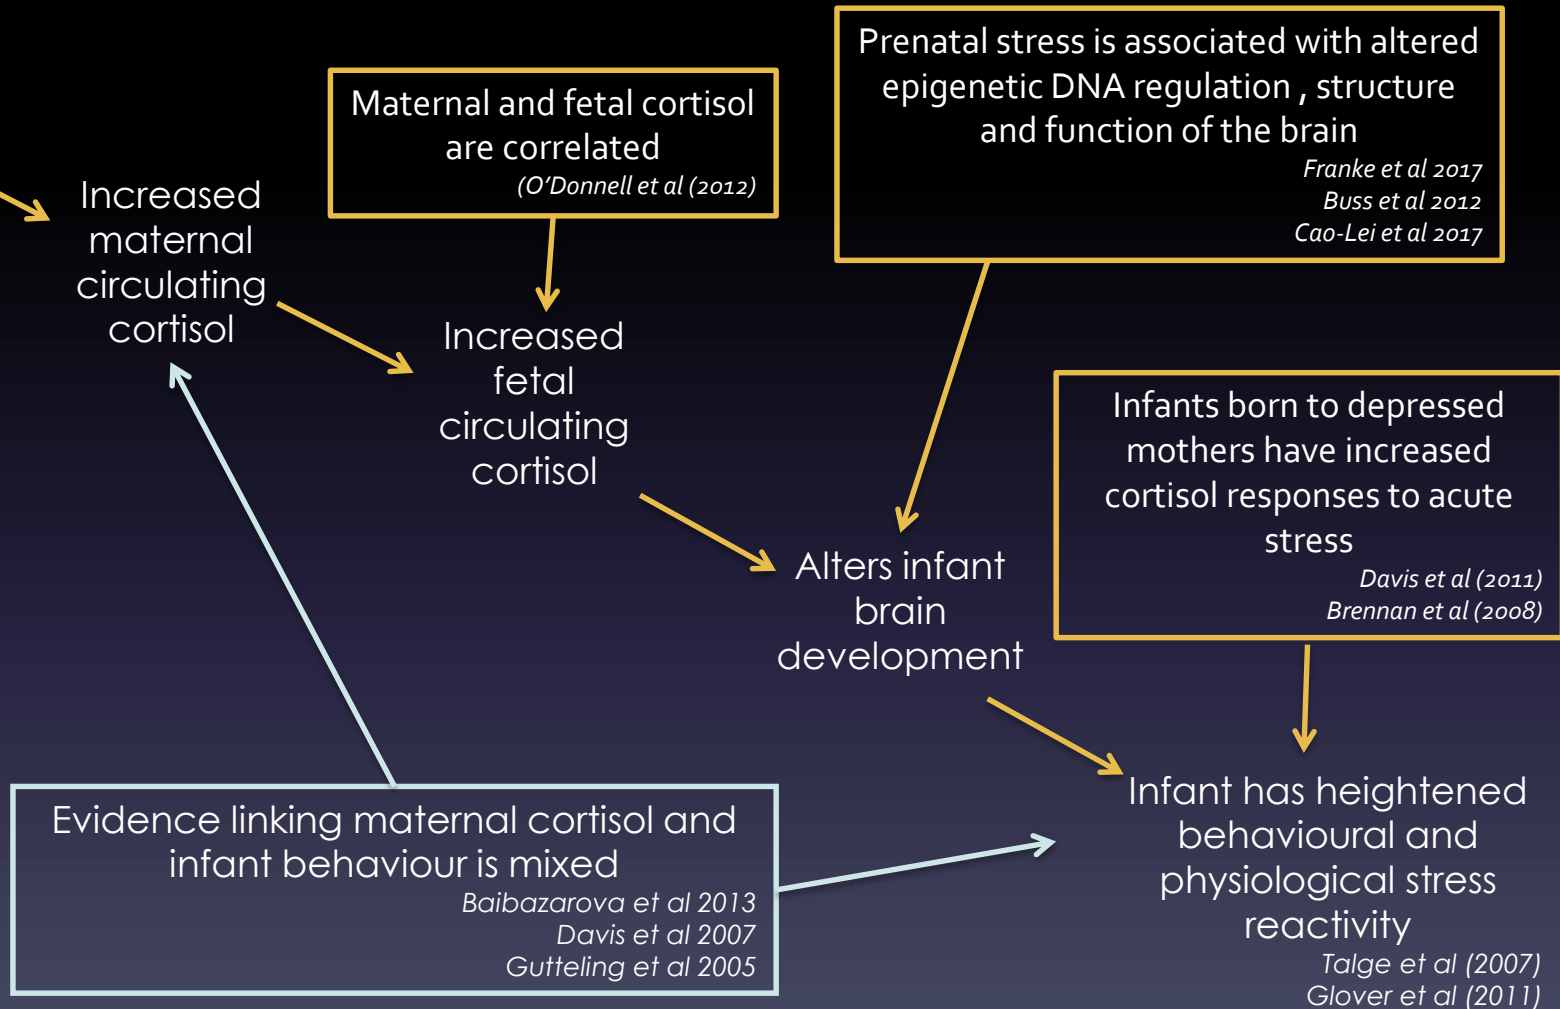 Prenatal stress is associated with altered
epigenetic DNA regulation , structure
and function of the brain
Franke et al 2017
Buss et al 2012
Cao-Lei et al 2017
Maternal and fetal cortisol
are correlated
(O'Donnell et al (2012)
Increased
maternal
circulating
cortisol
Increased
fetal
circulating
cortisol
Infants born to depressed
mothers have increased
cortisol responses to acute
stress
Davis et al (2011)
Brennan et al (2008)
Alters infant
brain
development
Evidence linking maternal cortisol and
infant behaviour is mixed
Baibazarova et al 2013
Davis et al 2007
Gutteling et al 2005
Infant has heightened
behavioural and
physiological stress
reactivity
Talge et al (2007)
Glover et al (2011)